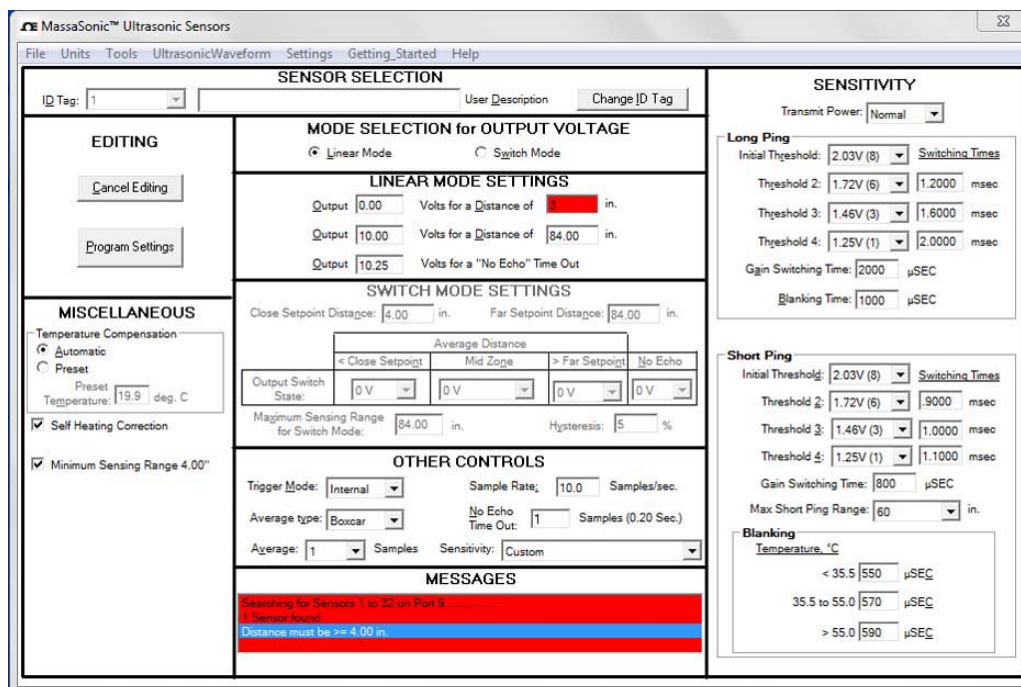 MassaSonic™ Ultrasonic Sensors
File Units Tools UltrasonicWaveform Settings Getting_Started Help
SENSOR SELECTION
ID Tag: 1 User Description Change ID Tag
EDITING
Cancel Editing
Program Settings
MISCELLANEOUS
Temperature Compensation
Automatic
Preset
Preset
Temperature: 19.9 deg. C
Self Heating Correction
Minimum Sensing Range 4.00"
MODE SELECTION for OUTPUT VOLTAGE
Linear Mode Switch Mode
LINEAR MODE SETTINGS
Output 0.00 Volts for a Distance of 3 in.
Output 10.00 Volts for a Distance of 84.00 in.
Output 10.25 Volts for a "No Echo" Time Out
SWITCH MODE SETTINGS
Close Setpoint Distance: 4.00 in. Far Setpoint Distance: 84.00 in.
Average Distance
< Close Setpoint Mid Zone > Far Setpoint No Echo
Output Switch
State: 0 V 0 V 0 V 0 V
Maximum Sensing Range
for Switch Mode: 84.00 in. Hysteresis: 5 %
OTHER CONTROLS
Trigger Mode: Internal Sample Rate: 10.0 Samples/sec.
Average type: Boxcar No Echo
Time Out: 1 Samples (0.20 Sec.)
Average: 1 Samples Sensitivity: Custom
MESSAGES
Searching for Sensors 1 to 32 on Port 9...............
1 Sensor found
Distance must be >= 4.00 in.
SENSITIVITY
Transmit Power: Normal
Long Ping
Initial Threshold: 2.03V (8) Switching Times
Threshold 2: 1.72V (6) 1.2000 msec
Threshold 3: 1.46V (3) 1.6000 msec
Threshold 4: 1.25V (1) 2.0000 msec
Gain Switching Time: 2000 µSEC
Blanking Time: 1000 µSEC
Short Ping
Initial Threshold: 2.03V (8) Switching Times
Threshold 2: 1.72V (6) .9000 msec
Threshold 3: 1.46V (3) 1.0000 msec
Threshold 4: 1.25V (1) 1.1000 msec
Gain Switching Time: 800 µSEC
Max Short Ping Range: 60 in.
Blanking
Temperature, °C
< 35.5 550 µSEC
35.5 to 55.0 570 µSEC
> 55.0 590 µSEC